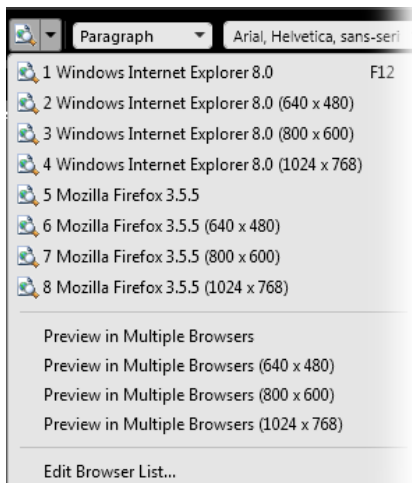 Paragraph Arial, Helvetica, sans-seri
1 Windows Internet Explorer 8.0 F12
2 Windows Internet Explorer 8.0 (640 x 480)
3 Windows Internet Explorer 8.0 (800 x 600)
4 Windows Internet Explorer 8.0 (1024 x 768)
5 Mozilla Firefox 3.5.5
6 Mozilla Firefox 3.5.5 (640 x 480)
7 Mozilla Firefox 3.5.5 (800 x 600)
8 Mozilla Firefox 3.5.5 (1024 x 768)
Preview in Multiple Browsers
Preview in Multiple Browsers (640 x 480)
Preview in Multiple Browsers (800 x 600)
Preview in Multiple Browsers (1024 x 768)
Edit Browser List...